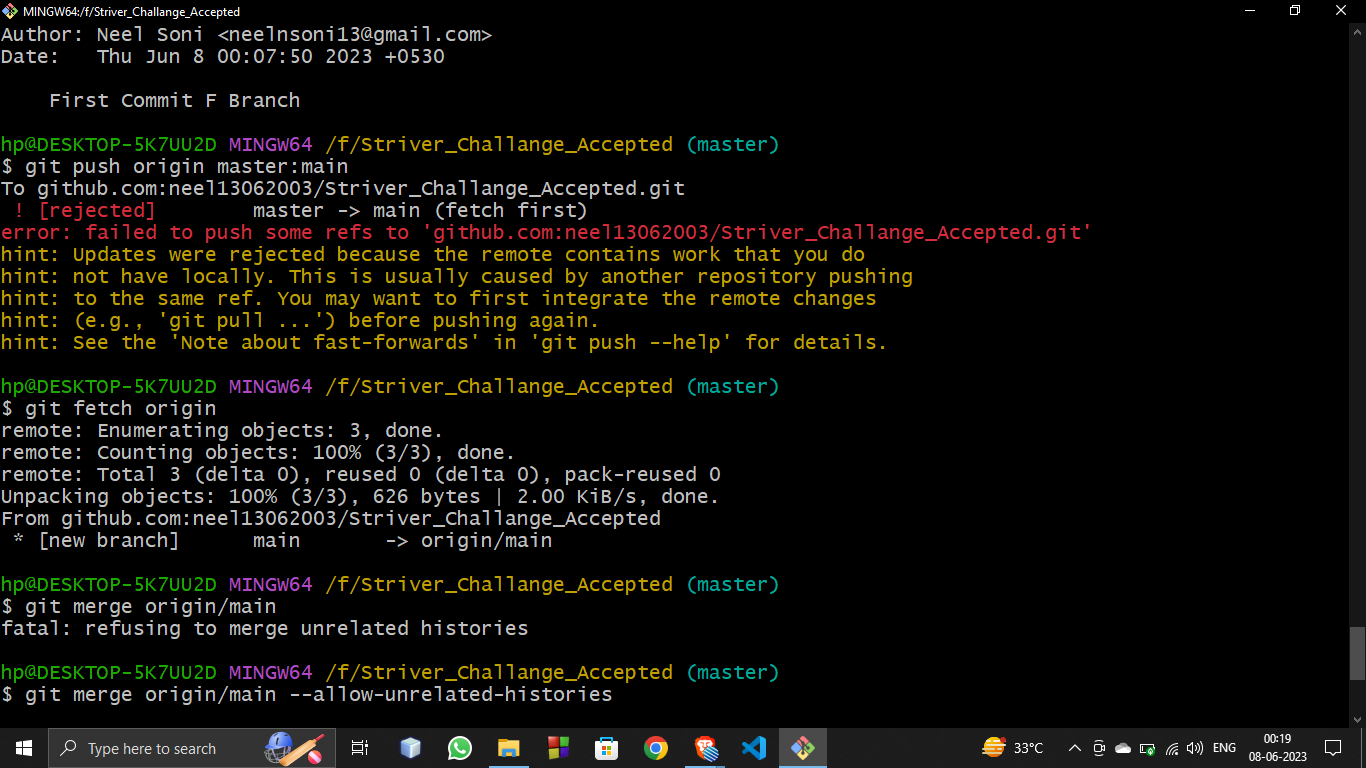 MINGW64:/f/Striver_Challange_Accepted
Author: Neel Soni <neelnsoni13@gmail.com>
Date:   Thu Jun 8 00:07:50 2023 +0530
    First Commit F Branch
hp@DESKTOP-5K7UU2D MINGW64 /f/Striver_Challange_Accepted (master)
$ git push origin master:main
To github.com:neel13062003/Striver_Challange_Accepted.git
 ! [rejected]        master -> main (fetch first)
error: failed to push some refs to 'github.com:neel13062003/Striver_Challange_Accepted.git'
hint: Updates were rejected because the remote contains work that you do
hint: not have locally. This is usually caused by another repository pushing
hint: to the same ref. You may want to first integrate the remote changes
hint: (e.g., 'git pull ...') before pushing again.
hint: See the 'Note about fast-forwards' in 'git push --help' for details.
hp@DESKTOP-5K7UU2D MINGW64 /f/Striver_Challange_Accepted (master)
$ git fetch origin
remote: Enumerating objects: 3, done.
remote: Counting objects: 100% (3/3), done.
remote: Total 3 (delta 0), reused 0 (delta 0), pack-reused 0
Unpacking objects: 100% (3/3), 626 bytes | 2.00 KiB/s, done.
From github.com:neel13062003/Striver_Challange_Accepted
 * [new branch]      main       -> origin/main
hp@DESKTOP-5K7UU2D MINGW64 /f/Striver_Challange_Accepted (master)
$ git merge origin/main
fatal: refusing to merge unrelated histories
hp@DESKTOP-5K7UU2D MINGW64 /f/Striver_Challange_Accepted (master)
$ git merge origin/main --allow-unrelated-histories
Type here to search
33°C
ENG
00:19
08-06-2023